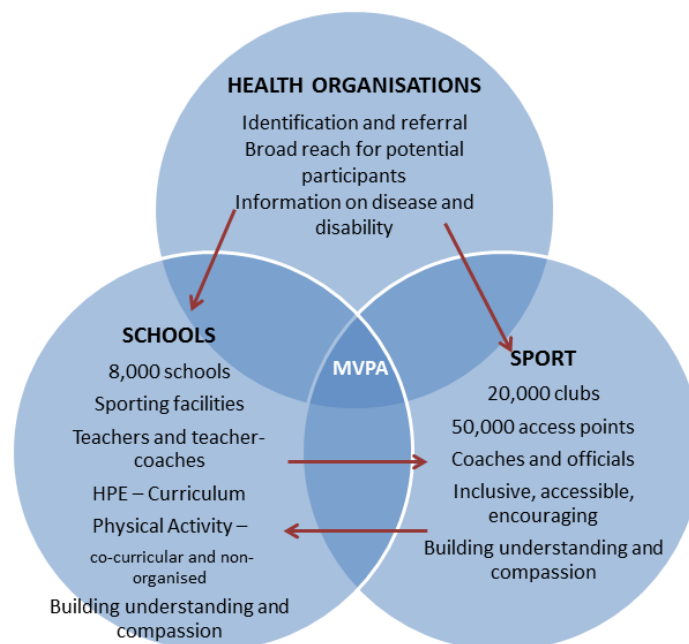 HEALTH ORGANISATIONS
Identification and referral
Broad reach for potential
participants
Information on disease and
disability
SCHOOLS
8,000 schools
Sporting facilities
Teachers and teacher-
coaches
HPE – Curriculum
Physical Activity –
co-curricular and non-
organised
Building understanding and
compassion
MVPA
SPORT
20,000 clubs
50,000 access points
Coaches and officials
Inclusive, accessible,
encouraging
Building understanding and
compassion